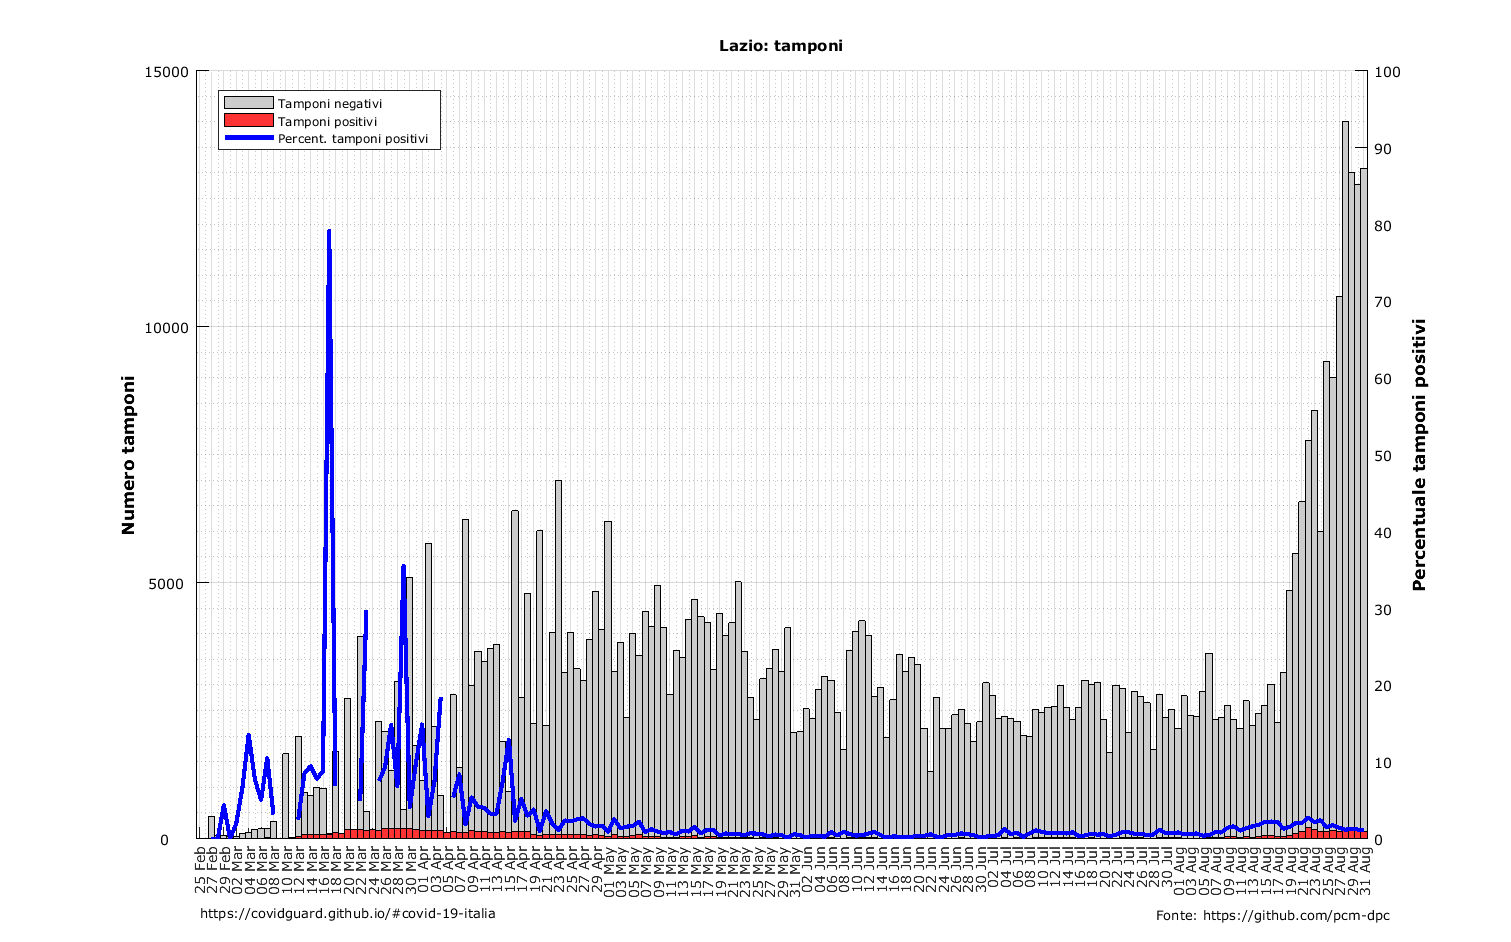 Lazio: tamponi
15000
10000
5000
0
Numero tamponi
Tamponi negativi
Tamponi positivi
Percent. tamponi positivi
100
90
80
70
60
50
40
30
20
10
0
Percentuale tamponi positivi
25 Feb
27 Feb
29 Feb
02 Mar
04 Mar
06 Mar
08 Mar
10 Mar
12 Mar
14 Mar
16 Mar
18 Mar
20 Mar
22 Mar
24 Mar
26 Mar
28 Mar
30 Mar
01 Apr
03 Apr
05 Apr
07 Apr
09 Apr
11 Apr
13 Apr
15 Apr
17 Apr
19 Apr
21 Apr
23 Apr
25 Apr
27 Apr
29 Apr
01 May
03 May
05 May
07 May
09 May
11 May
13 May
15 May
17 May
19 May
21 May
23 May
25 May
27 May
29 May
31 May
02 Jun
04 Jun
06 Jun
08 Jun
10 Jun
12 Jun
14 Jun
16 Jun
18 Jun
20 Jun
22 Jun
24 Jun
26 Jun
28 Jun
30 Jun
02 Jul
04 Jul
06 Jul
08 Jul
10 Jul
12 Jul
14 Jul
16 Jul
18 Jul
20 Jul
22 Jul
24 Jul
26 Jul
28 Jul
30 Jul
01 Aug
03 Aug
05 Aug
07 Aug
09 Aug
11 Aug
13 Aug
15 Aug
17 Aug
19 Aug
21 Aug
23 Aug
25 Aug
27 Aug
29 Aug
31 Aug
https://covidguard.github.io/#covid-19-italia
Fonte: https://github.com/pcm-dpc